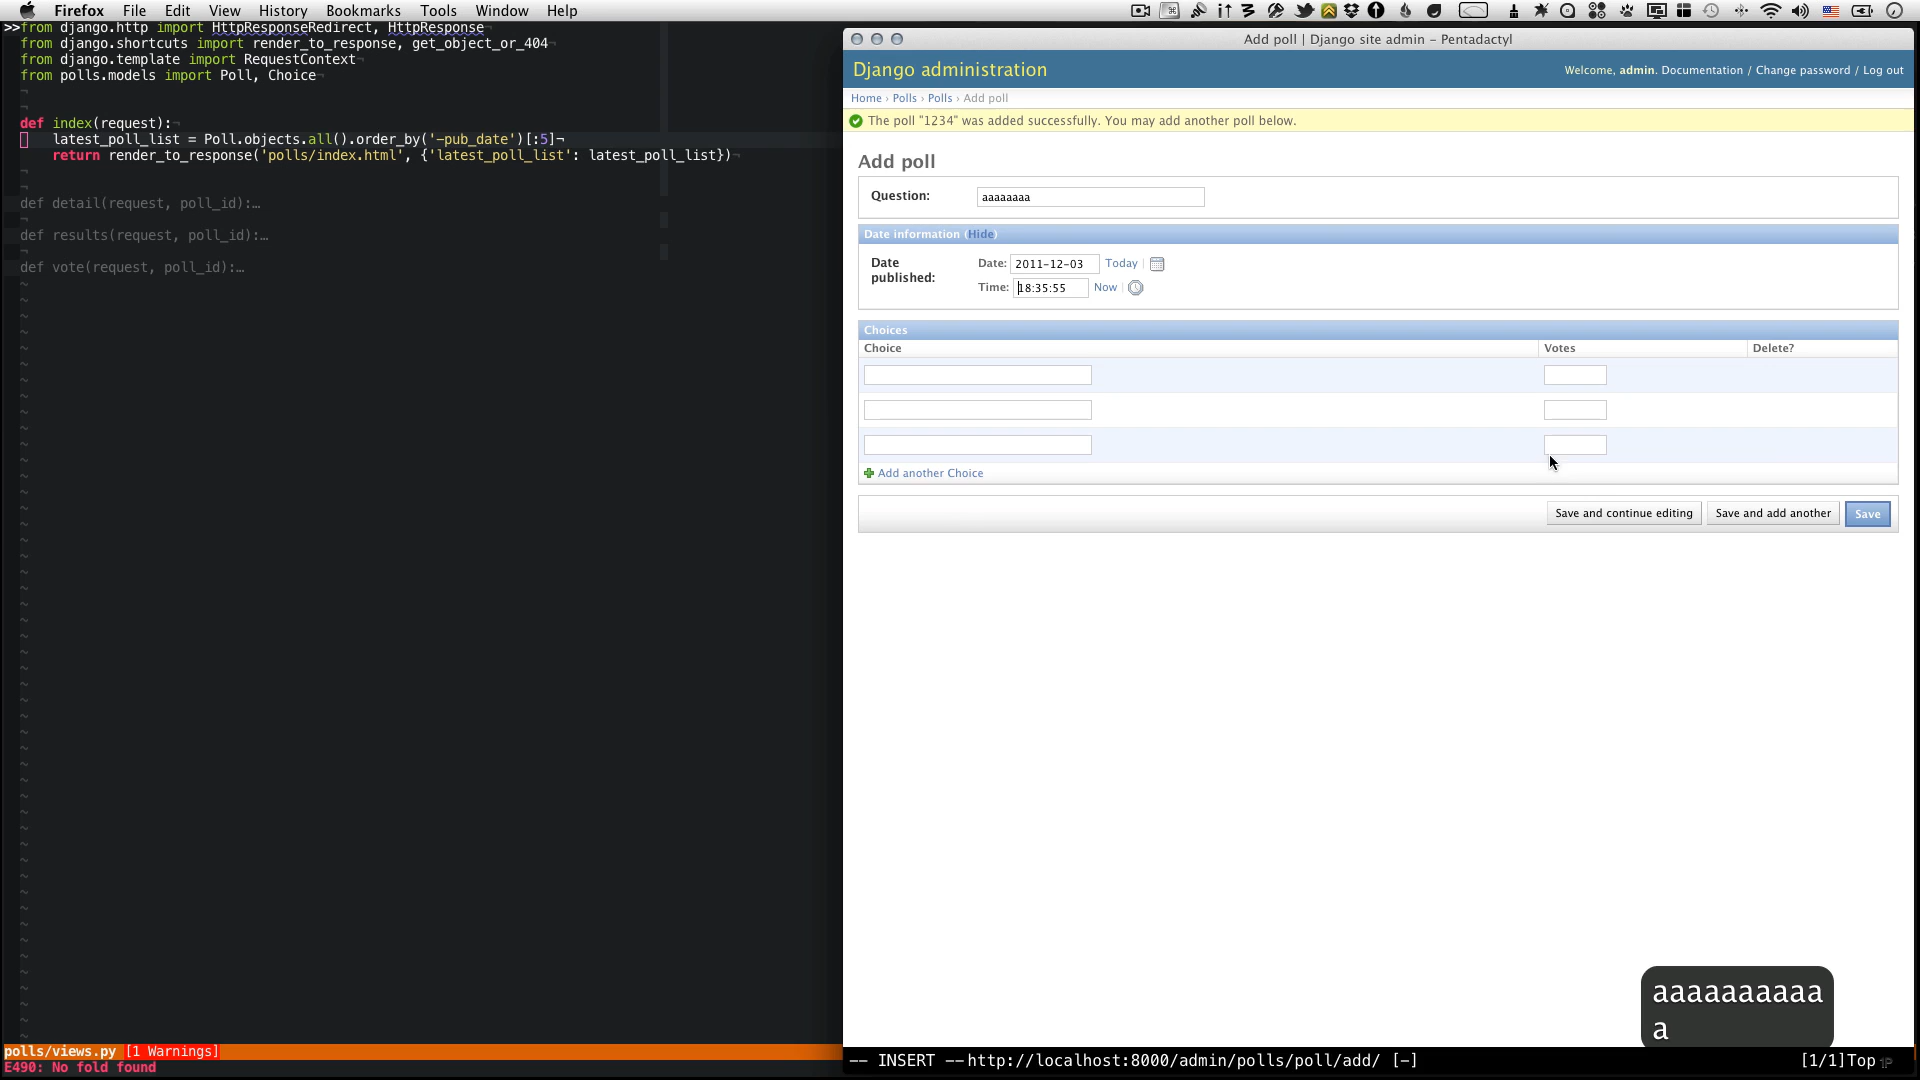 Firefox File Edit View History Bookmarks Tools Window Help
>>from django.http import HttpResponseRedirect, HttpResponse¬
from django.shortcuts import render_to_response, get_object_or_404¬
from django.template import RequestContext¬
from polls.models import Poll, Choice¬
¬
¬
def index(request):¬
latest_poll_list = Poll.objects.all().order_by('-pub_date')[:5]¬
return render_to_response('polls/index.html', {'latest_poll_list': latest_poll_list})¬
¬
¬
def detail(request, poll_id):…
¬
def results(request, poll_id):…
¬
def vote(request, poll_id):…
polls/views.py [1 Warnings]
E490: No fold found
Add poll | Django site admin - Pentadactyl
Django administration
Welcome, admin. Documentation / Change password / Log out
Home › Polls › Polls › Add poll
The poll "1234" was added successfully. You may add another poll below.
Add poll
Question: aaaaaaaa
Date information (Hide)
Date published:
Date: 2011-12-03 Today
Time: 18:35:55 Now
Choices
Choice Votes Delete?
Add another Choice
Save and continue editing Save and add another Save
aaaaaaaaaa
a
-- INSERT -- http://localhost:8000/admin/polls/poll/add/ [-] [1/1] Top